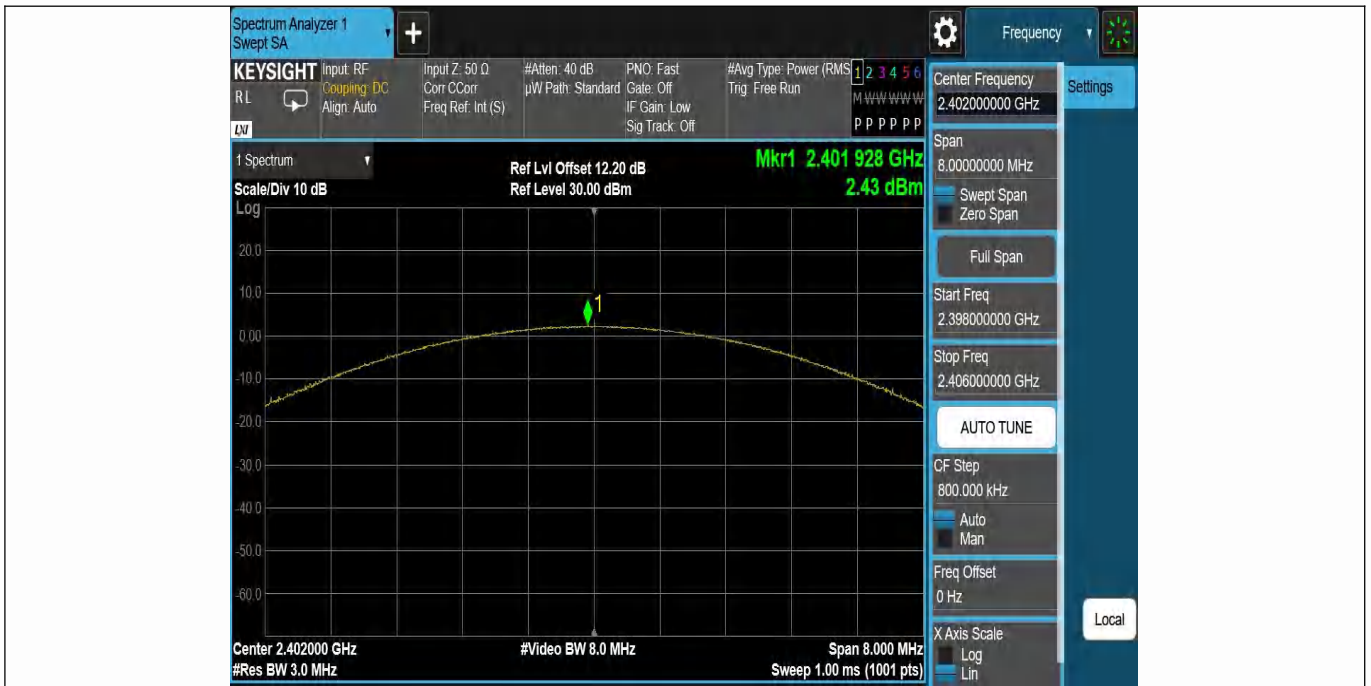 Spectrum Analyzer 1
Swept SA
Frequency
KEYSIGHT
RL
LXI
Input: RF
Coupling: DC
Align: Auto
Input Z: 50 Ω
Corr CCorr
Freq Ref: Int (S)
#Atten: 40 dB
µW Path: Standard
PNO: Fast
Gate: Off
IF Gain: Low
Sig Track: Off
#Avg Type: Power (RMS
Trig: Free Run
1 2 3 4 5 6
M W W W W W
P P P P P P
Center Frequency
2.402000000 GHz
Settings
Span
8.00000000 MHz
Swept Span
Zero Span
Full Span
Start Freq
2.398000000 GHz
Stop Freq
2.406000000 GHz
AUTO TUNE
CF Step
800.000 kHz
Auto
Man
Freq Offset
0 Hz
X Axis Scale
Log
Lin
Local
1 Spectrum
Scale/Div 10 dB
Log
Ref Lvl Offset 12.20 dB
Ref Level 30.00 dBm
Mkr1 2.401 928 GHz
2.43 dBm
20.0
10.0
1
0.00
-10.0
-20.0
-30.0
-40.0
-50.0
-60.0
Center 2.402000 GHz
#Res BW 3.0 MHz
#Video BW 8.0 MHz
Span 8.000 MHz
Sweep 1.00 ms (1001 pts)